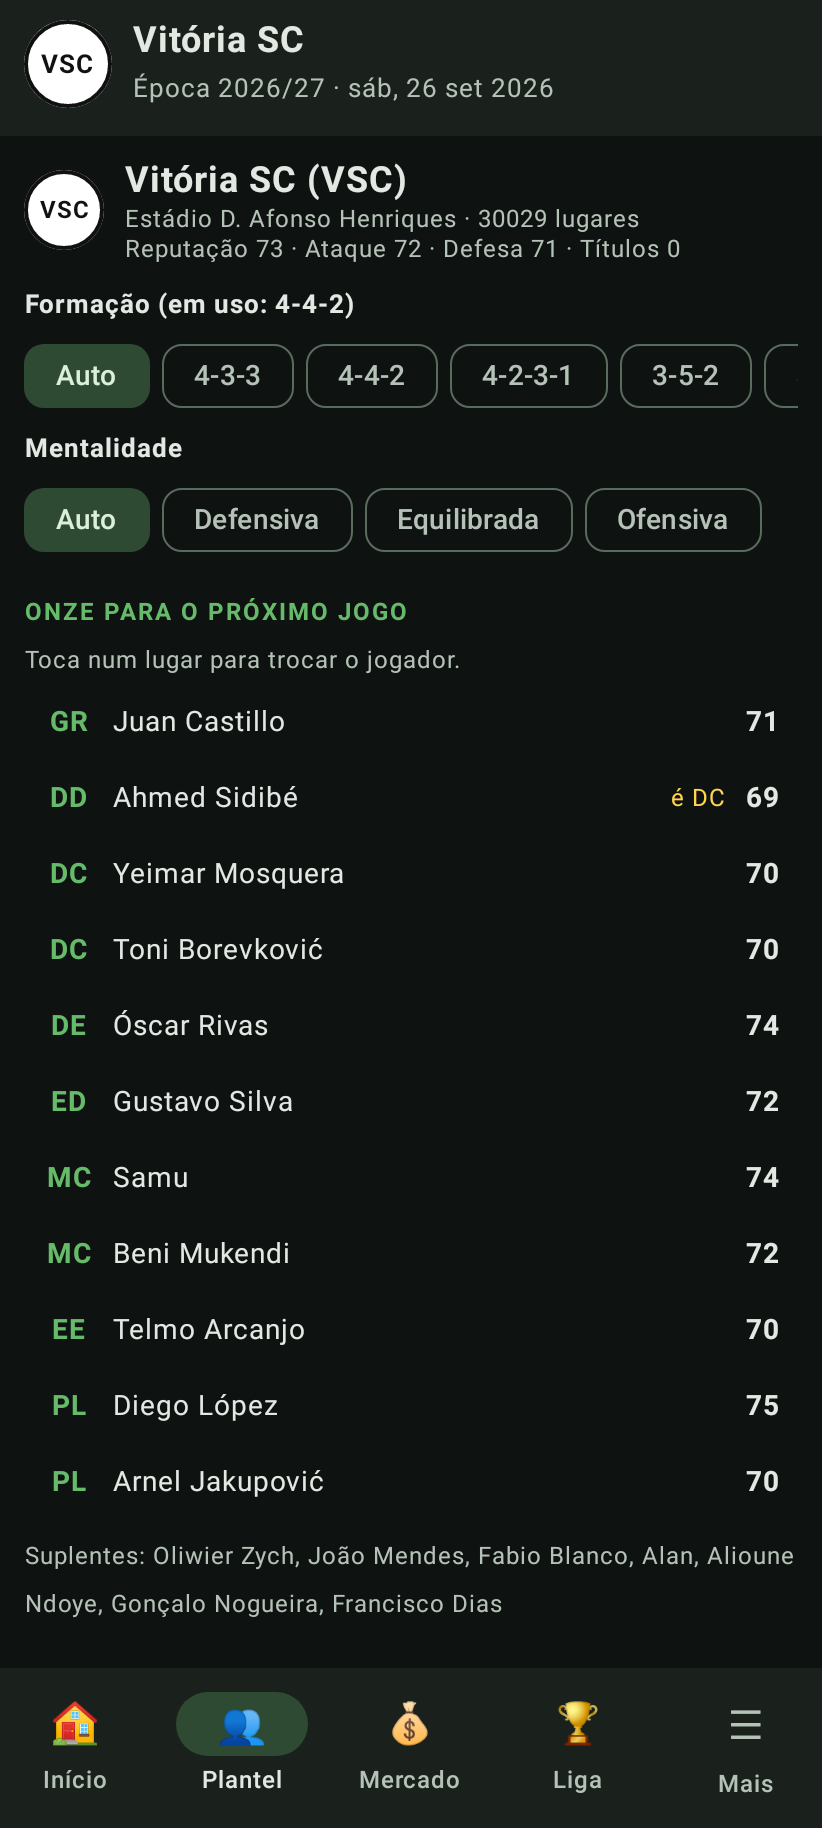 VSC
Vitória SC
Época 2026/27 · sáb, 26 set 2026
VSC
Vitória SC (VSC)
Estádio D. Afonso Henriques · 30029 lugares
Reputação 73 · Ataque 72 · Defesa 71 · Títulos 0
Formação (em uso: 4-4-2)
Auto 4-3-3 4-4-2 4-2-3-1 3-5-2
Mentalidade
Auto Defensiva Equilibrada Ofensiva
ONZE PARA O PRÓXIMO JOGO
Toca num lugar para trocar o jogador.
GR Juan Castillo 71
DD Ahmed Sidibé é DC 69
DC Yeimar Mosquera 70
DC Toni Borevković 70
DE Óscar Rivas 74
ED Gustavo Silva 72
MC Samu 74
MC Beni Mukendi 72
EE Telmo Arcanjo 70
PL Diego López 75
PL Arnel Jakupović 70
Suplentes: Oliwier Zych, João Mendes, Fabio Blanco, Alan, Alioune
Ndoye, Gonçalo Nogueira, Francisco Dias
Início Plantel Mercado Liga Mais